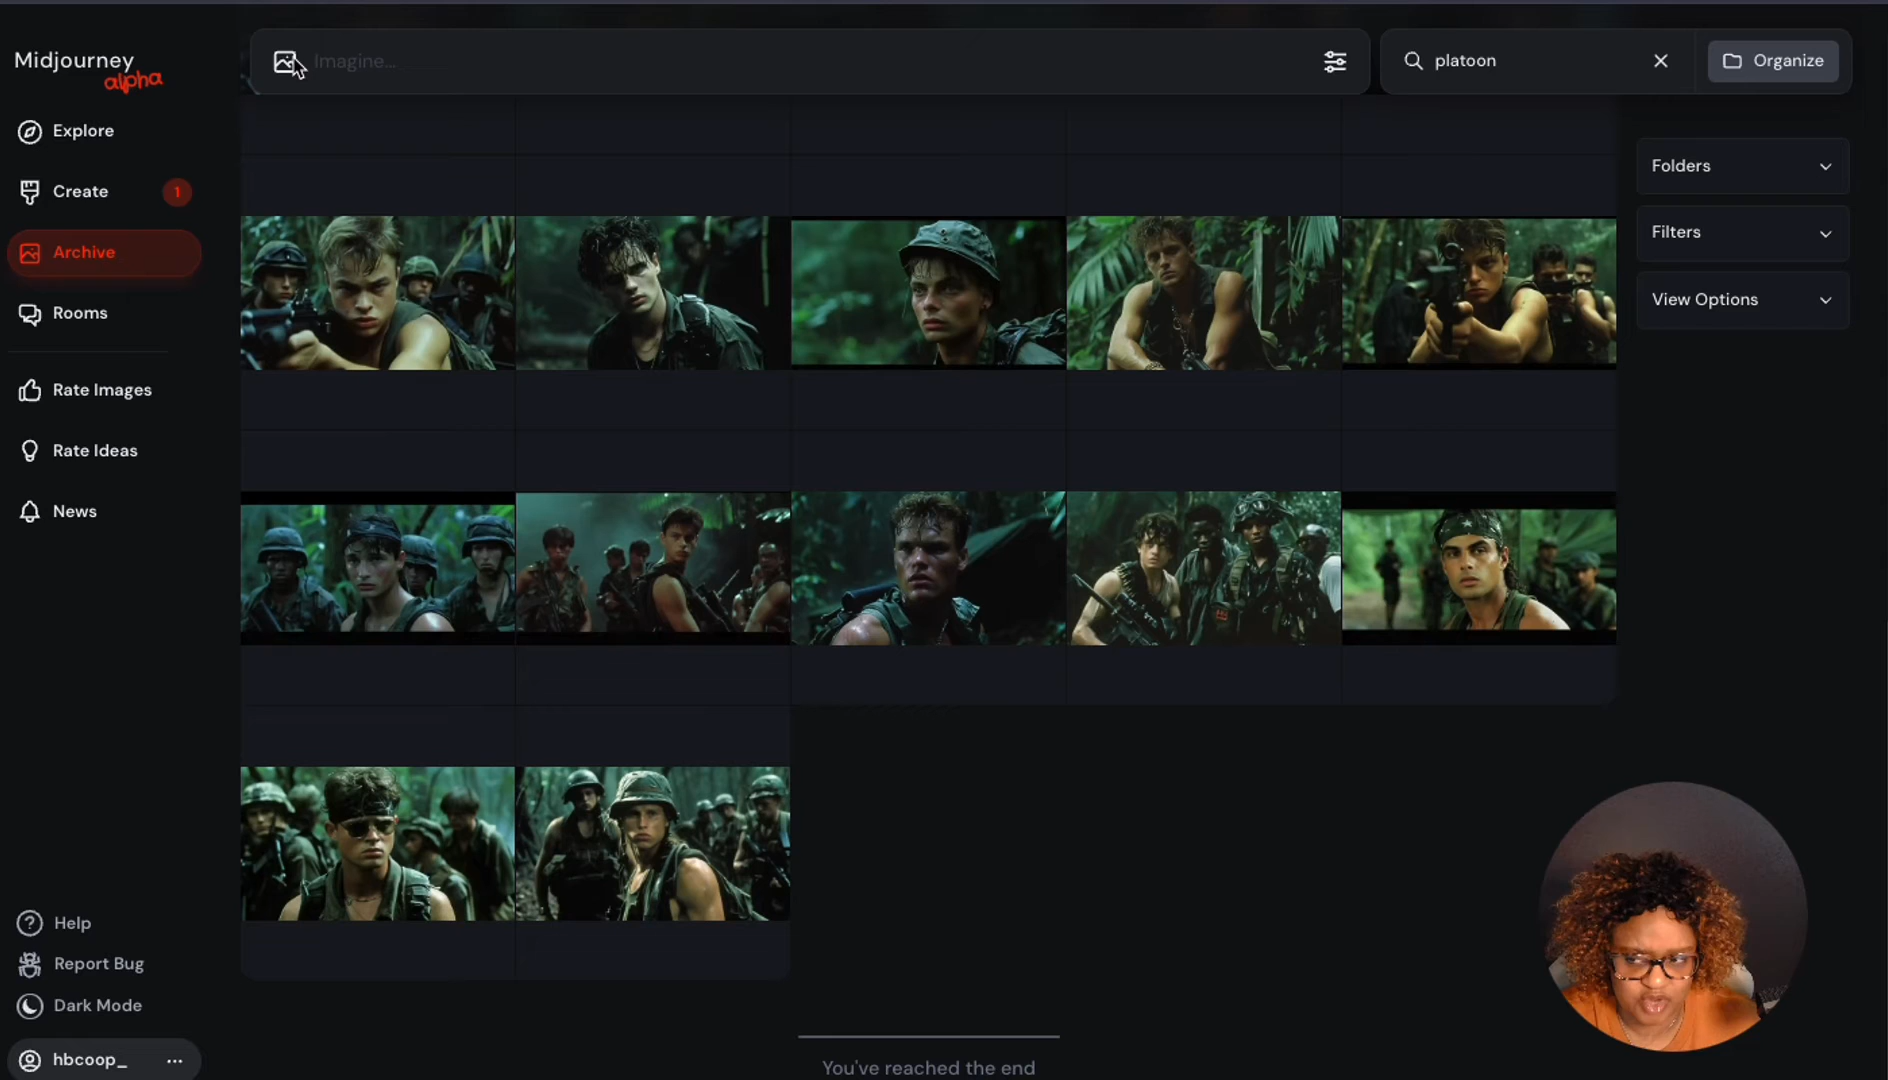 Midjourney
alpha
Imagine...
platoon
Organize
Explore
Create
1
Archive
Rooms
Rate Images
Rate Ideas
News
Folders
Filters
View Options
Help
Report Bug
Dark Mode
hbcoop_
...
You've reached the end